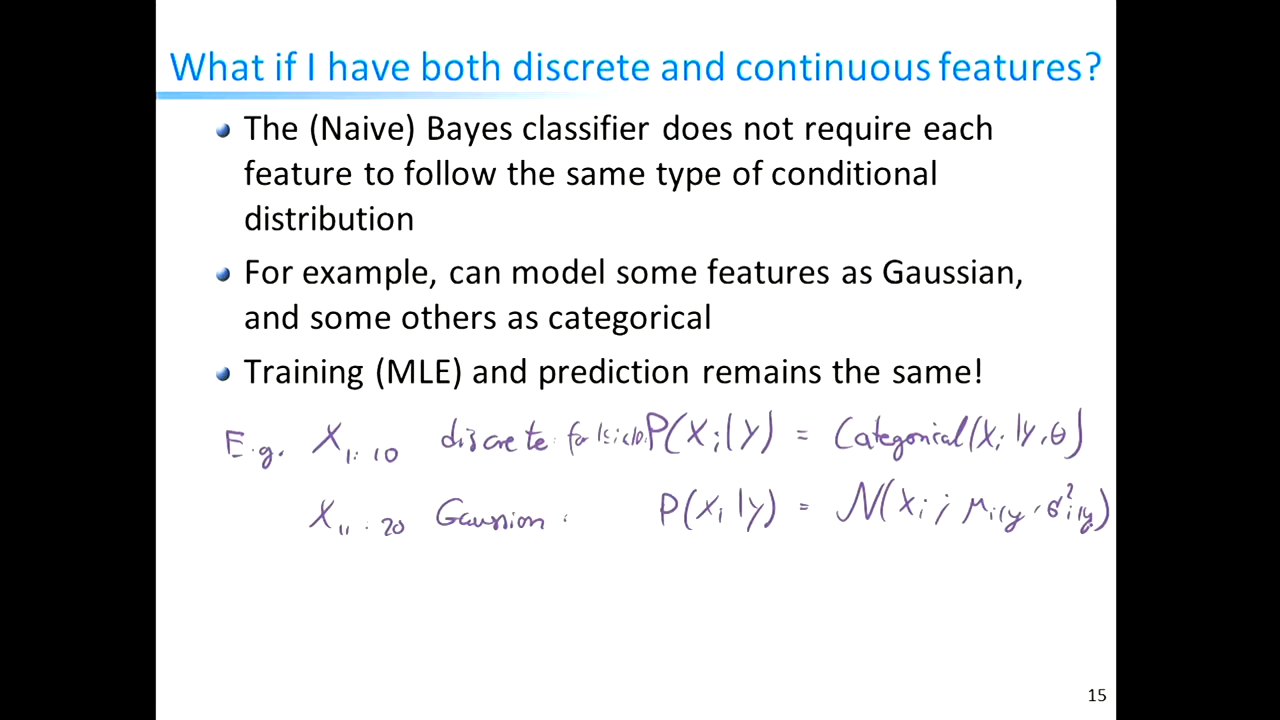 What if I have both discrete and continuous features?
The (Naive) Bayes classifier does not require each
feature to follow the same type of conditional
distribution
For example, can model some features as Gaussian,
and some others as categorical
Training (MLE) and prediction remains the same!
E.g. X₁:₁₀ discrete: for 1≤i≤10: P(Xᵢ|Y) = Categorical(Xᵢ|y,θ)
X₁₁:₂₀ Gaussian: P(Xᵢ|y) = N(Xᵢ; μᵢ|y, σ²ᵢ|y)
15